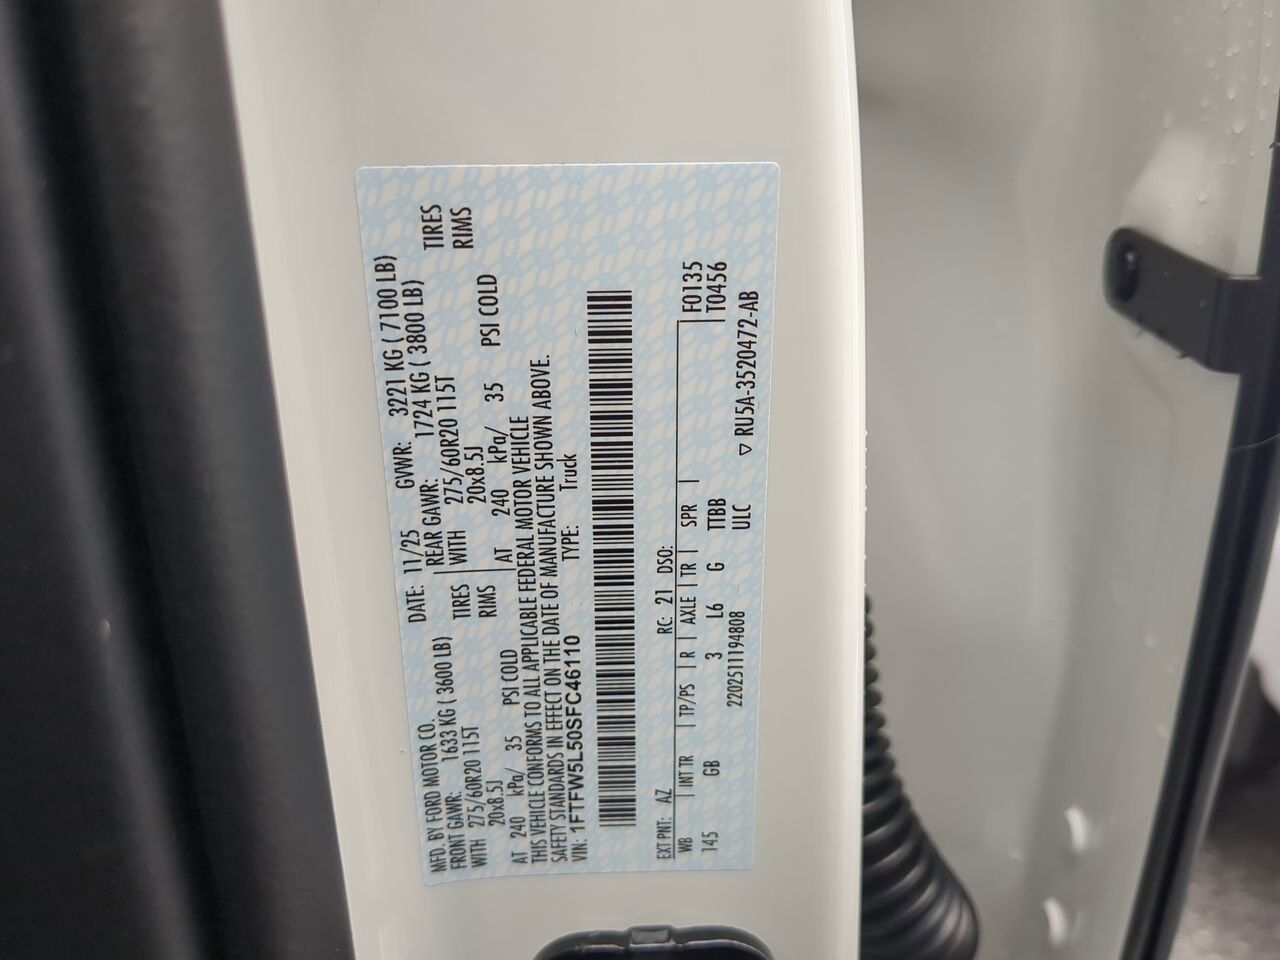 MFD. BY FORD MOTOR CO.
DATE: 11/25 GVWR: 3221 KG ( 7100 LB)
FRONT GAWR: 1633 KG ( 3600 LB) REAR GAWR: 1724 KG ( 3800 LB)
WITH 275/60R20 115T TIRES WITH 275/60R20 115T TIRES
20x8.5J RIMS 20x8.5J RIMS
AT 240 kPa/ 35 PSI COLD AT 240 kPa/ 35 PSI COLD
THIS VEHICLE CONFORMS TO ALL APPLICABLE FEDERAL MOTOR VEHICLE
SAFETY STANDARDS IN EFFECT ON THE DATE OF MANUFACTURE SHOWN ABOVE.
VIN: 1FTFW5L50SFC46110 TYPE: Truck
EXT PNT: AZ RC: 21 DSO: F0135
WB | INT TR | TP/PS | R | AXLE | TR | SPR | T0456
145 GB 3 L6 G TTBB
2202511194808 ULC ▽ RU5A-3520472-AB